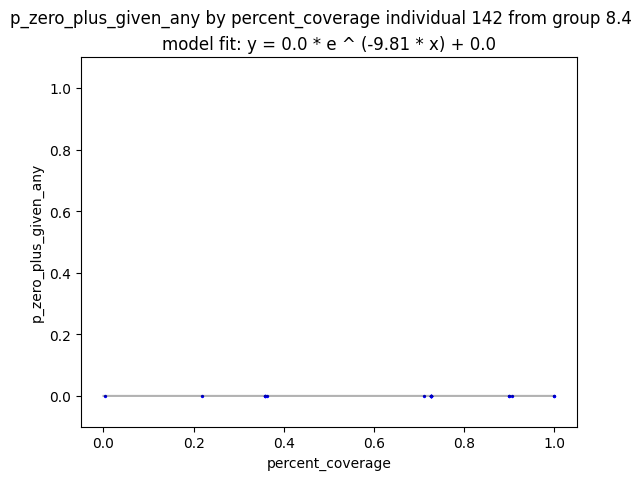 p_zero_plus_given_any by percent_coverage individual 142 from group 8.4
model fit: y = 0.0 * e ^ (-9.81 * x) + 0.0
1.0
0.8
0.6
0.4
0.2
0.0
p_zero_plus_given_any
0.0 0.2 0.4 0.6 0.8 1.0
percent_coverage